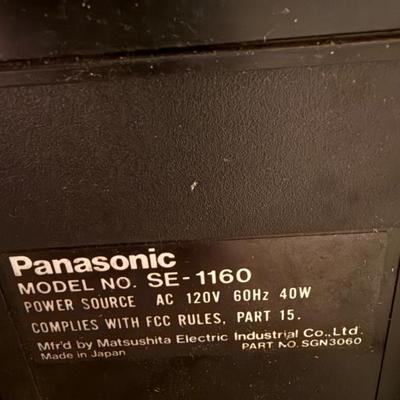 Panasonic
MODEL NO. SE-1160
POWER SOURCE AC 120V 60Hz 40W
COMPLIES WITH FCC RULES, PART 15.
Mfr'd by Matsushita Electric Industrial Co., Ltd.
Made in Japan PART NO. SGN3060